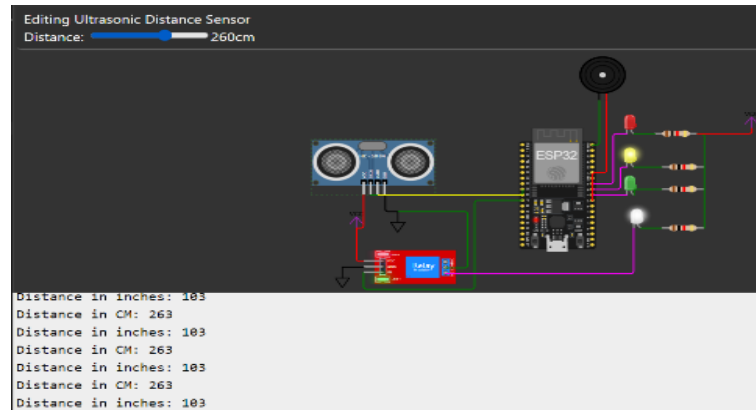 Editing Ultrasonic Distance Sensor
Distance: 260cm
ESP32
Relay
Distance in inches: 103
Distance in CM: 263
Distance in inches: 103
Distance in CM: 263
Distance in inches: 103
Distance in CM: 263
Distance in inches: 103